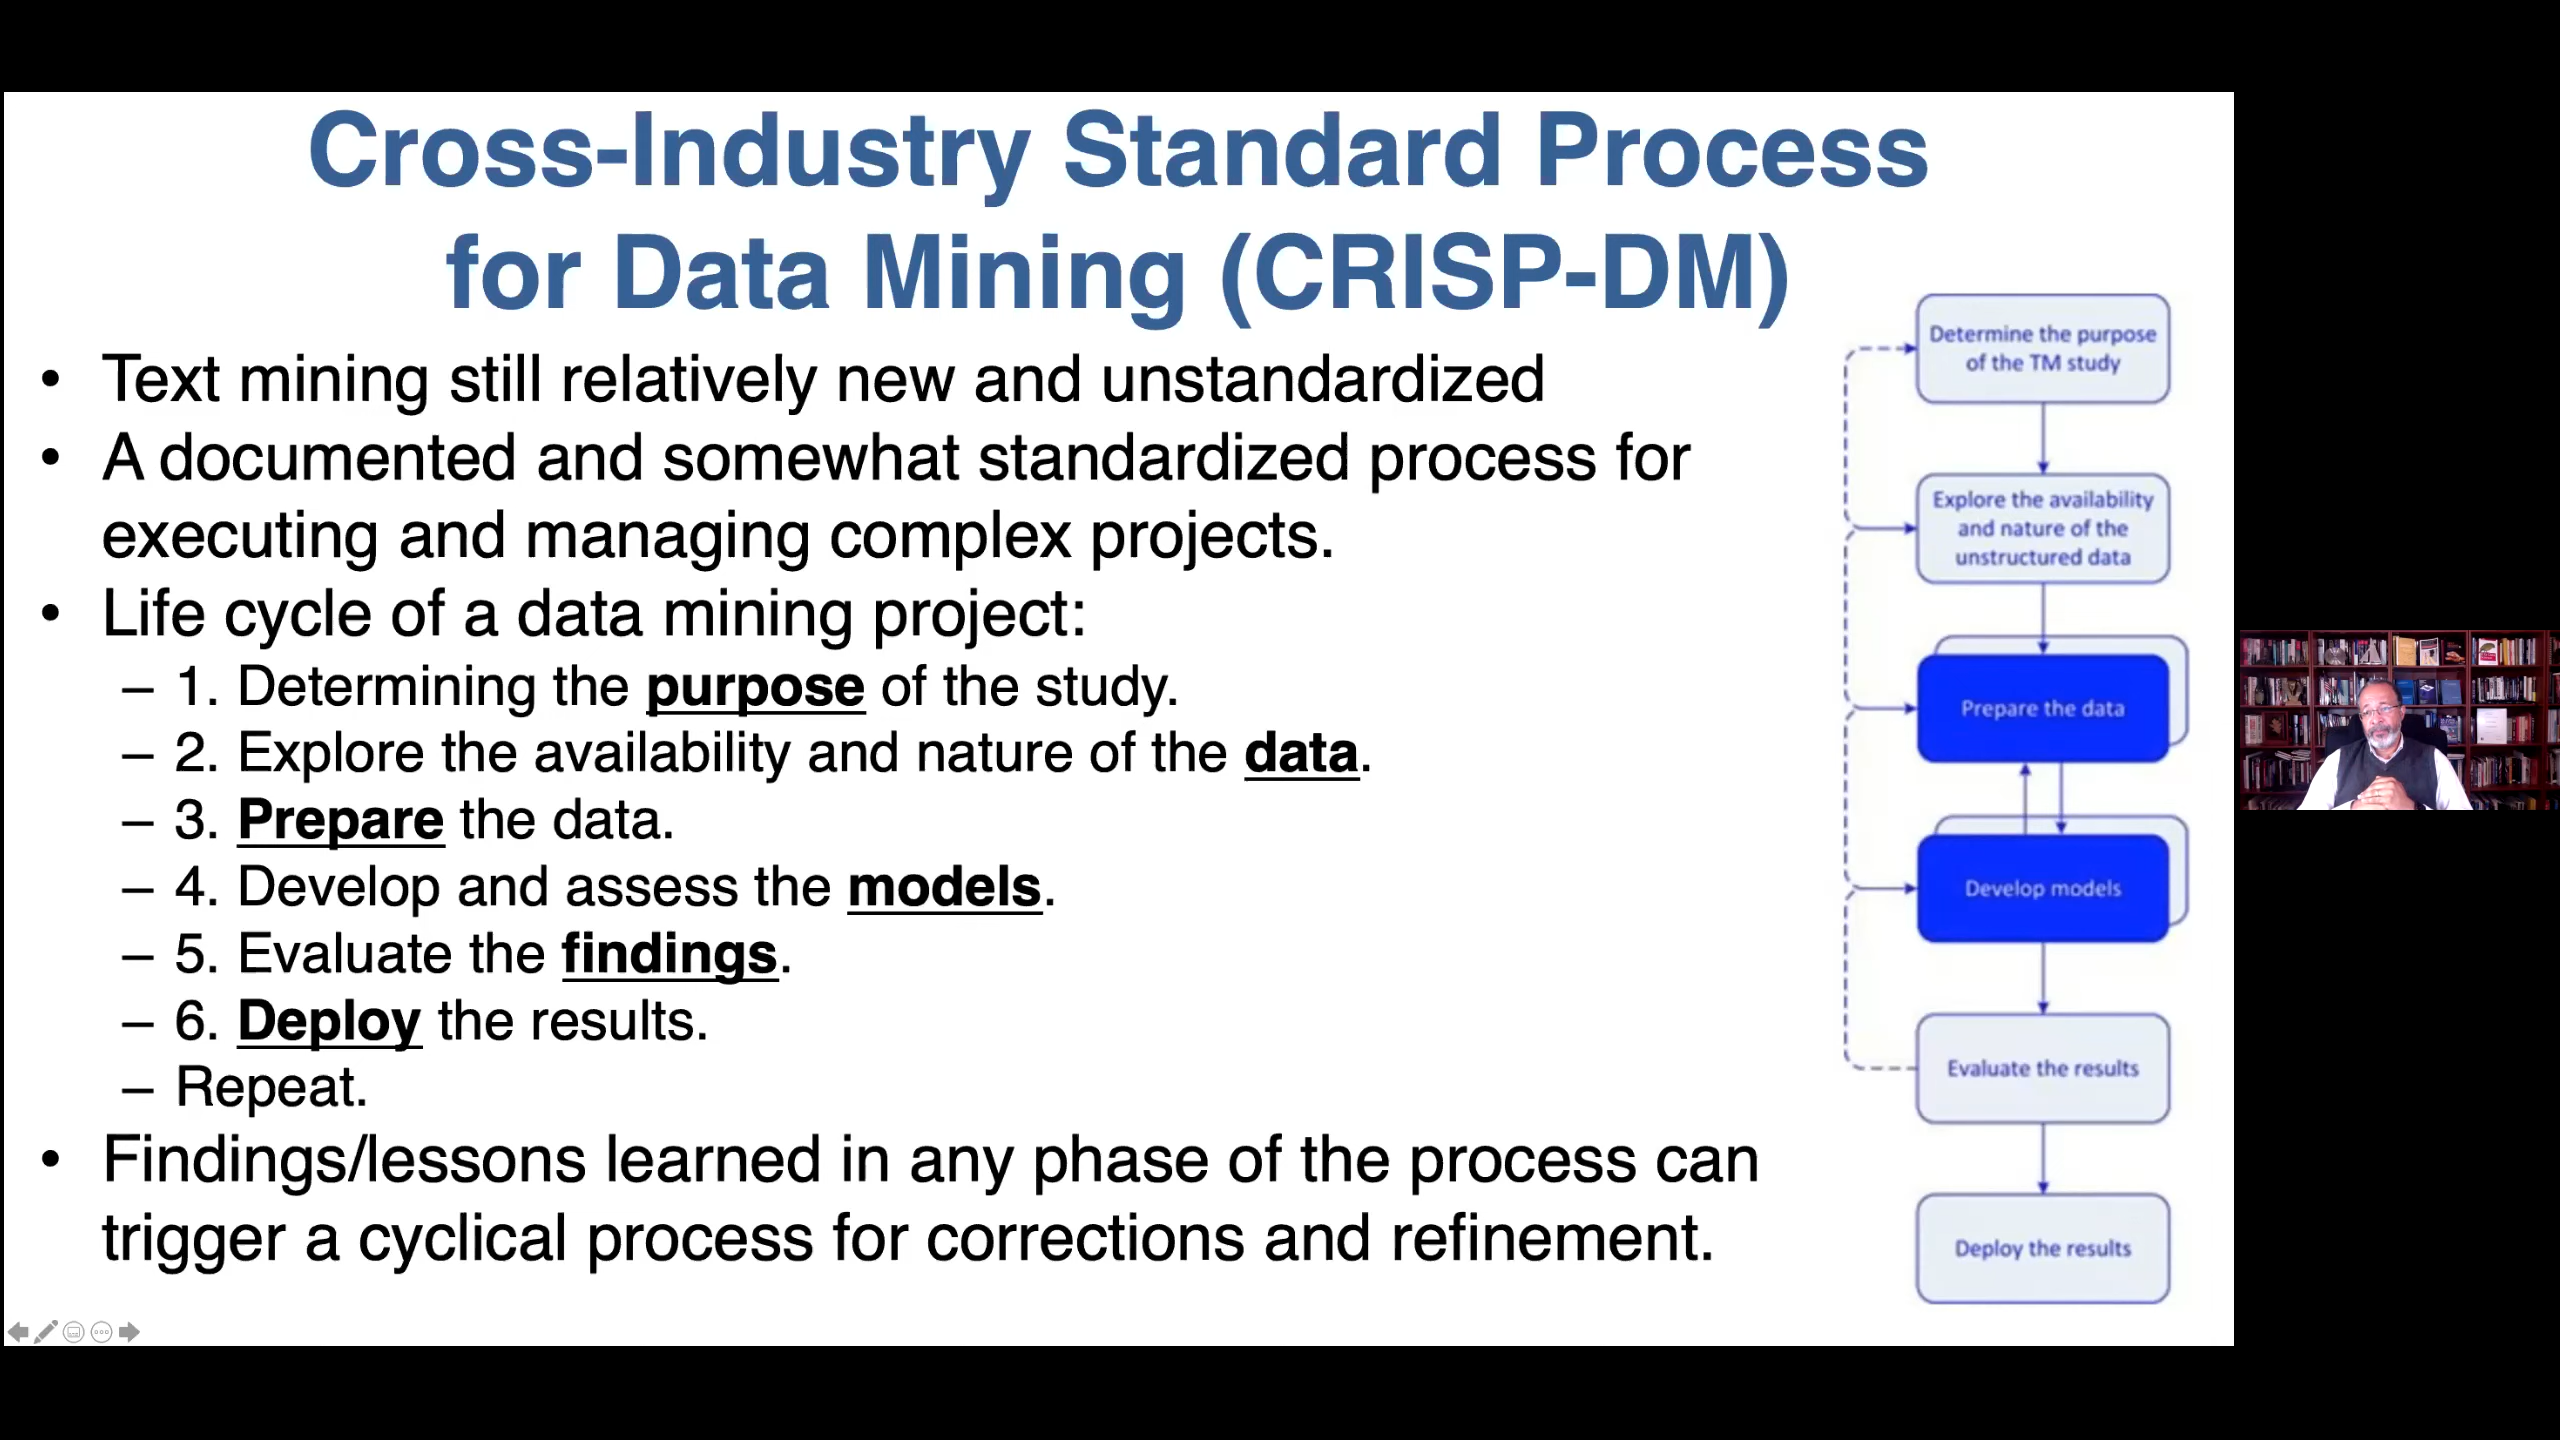 Cross-Industry Standard Process
for Data Mining (CRISP-DM)
• Text mining still relatively new and unstandardized
• A documented and somewhat standardized process for
executing and managing complex projects.
• Life cycle of a data mining project:
– 1. Determining the purpose of the study.
– 2. Explore the availability and nature of the data.
– 3. Prepare the data.
– 4. Develop and assess the models.
– 5. Evaluate the findings.
– 6. Deploy the results.
– Repeat.
• Findings/lessons learned in any phase of the process can
trigger a cyclical process for corrections and refinement.
Determine the purpose
of the TM study
Explore the availability
and nature of the
unstructured data
Prepare the data
Develop models
Evaluate the results
Deploy the results